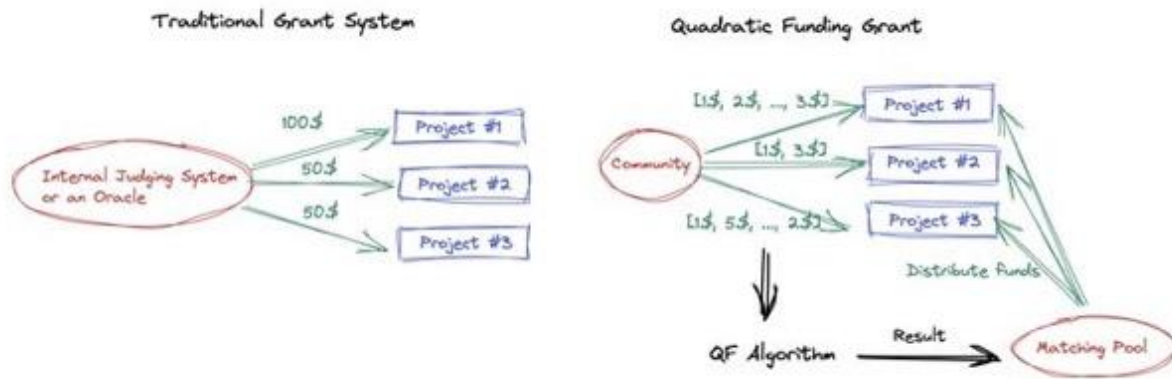 Traditional Grant System
100$
50$
50$
Internal Judging System
or an Oracle
Project #1
Project #2
Project #3
Quadratic Funding Grant
[1$, 2$, ..., 3$]
[1$, 3$]
[1$, 5$, ..., 2$]
Community
Project #1
Project #2
Project #3
Distribute funds
QF Algorithm
Result
Matching Pool